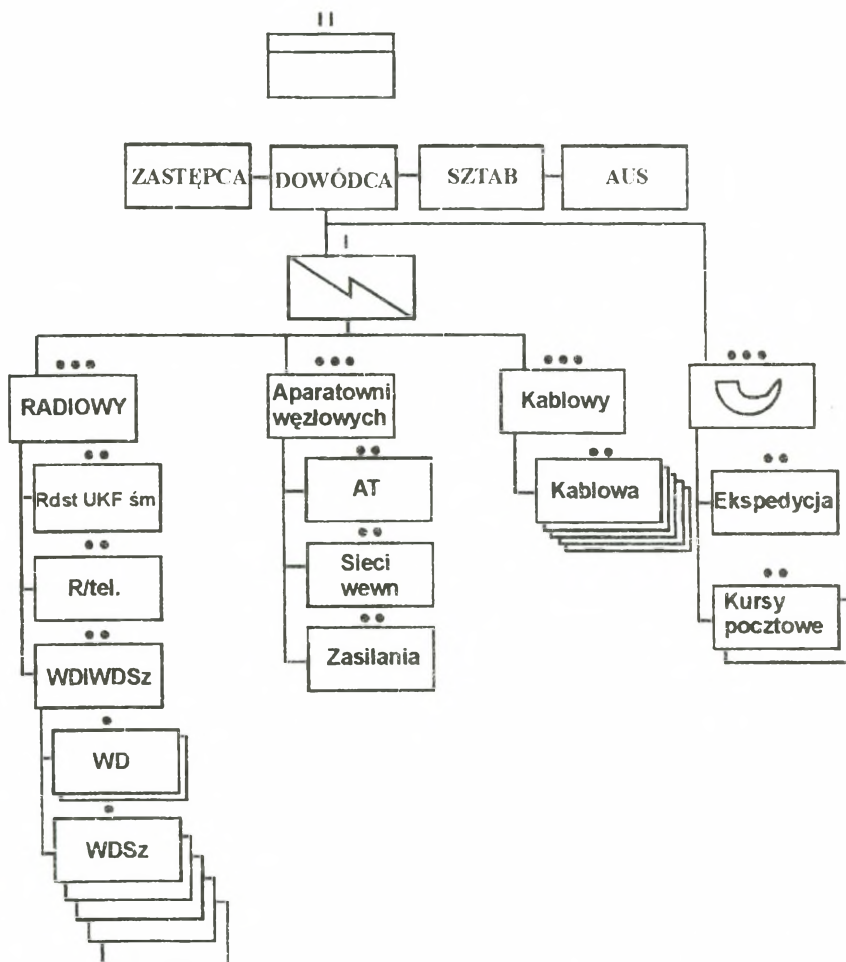 ZASTĘPCA
DOWÓDCA
SZTAB
AUS
RADIOWY
Aparatowni
węzłowych
Kablowy
Rdst UKF śm
AT
Kablowa
Ekspedycja
R/tel.
Sieci
wewn
Kursy
pocztowe
WDIWDSz
Zasilania
WD
WDSz